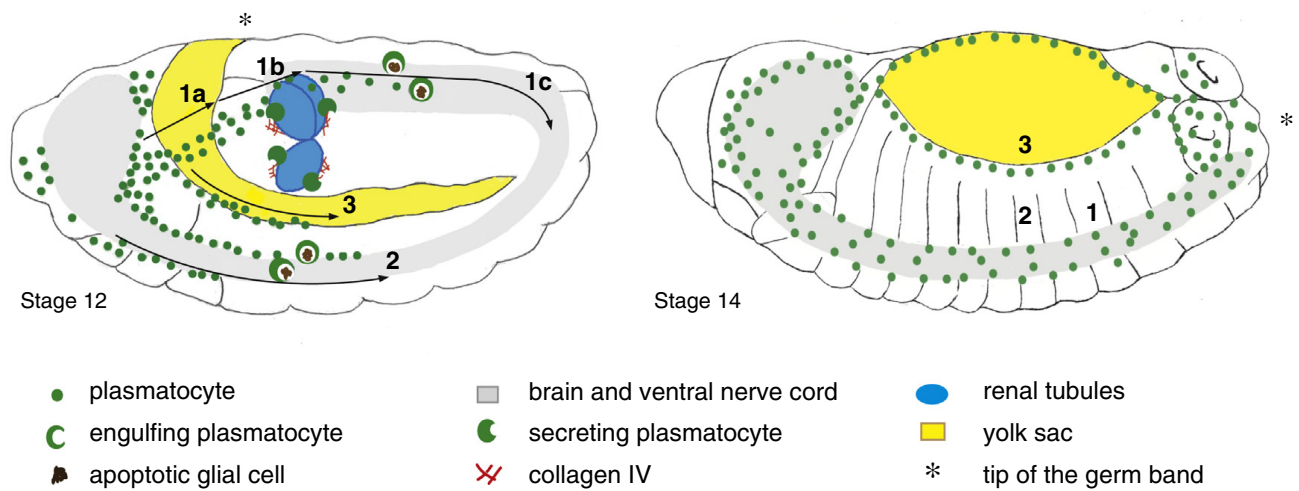 *
1b
1c
1a
3
2
Stage 12
3
2
1
*
Stage 14
plasmatocyte
brain and ventral nerve cord
renal tubules
engulfing plasmatocyte
secreting plasmatocyte
yolk sac
apoptotic glial cell
collagen IV
* tip of the germ band